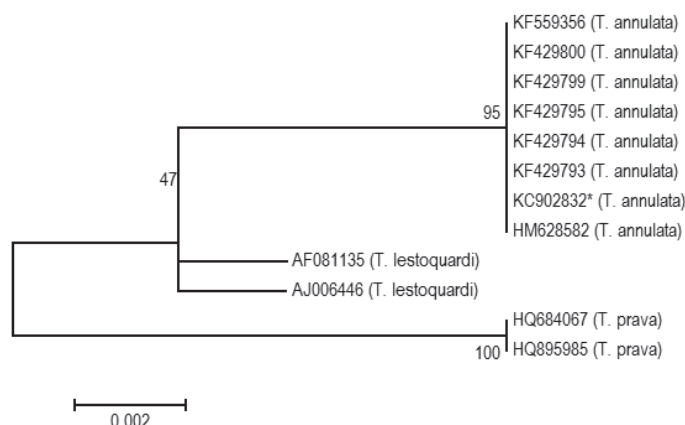 KF559356 (T. annulata)
KF429800 (T. annulata)
KF429799 (T. annulata)
95
KF429795 (T. annulata)
KF429794 (T. annulata)
KF429793 (T. annulata)
47
KC902832* (T. annulata)
HM628582 (T. annulata)
AF081135 (T. lestoquardi)
AJ006446 (T. lestoquardi)
HQ684067 (T. prava)
100
HQ895985 (T. prava)
0.002